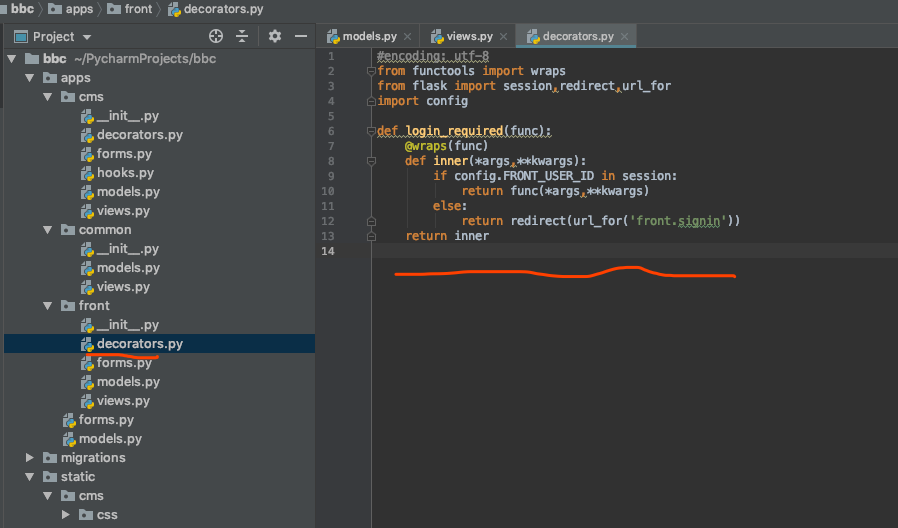 bbc apps front decorators.py
Project
models.py views.py decorators.py
bbc ~/PycharmProjects/bbc
apps
cms
__init__.py
decorators.py
forms.py
hooks.py
models.py
views.py
common
__init__.py
models.py
views.py
front
__init__.py
decorators.py
forms.py
models.py
views.py
forms.py
models.py
migrations
static
cms
css
1 #encoding: utf-8
2 from functools import wraps
3 from flask import session,redirect,url_for
4 import config
5
6 def login_required(func):
7     @wraps(func)
8     def inner(*args,**kwargs):
9         if config.FRONT_USER_ID in session:
10             return func(*args,**kwargs)
11         else:
12             return redirect(url_for('front.signin'))
13     return inner
14